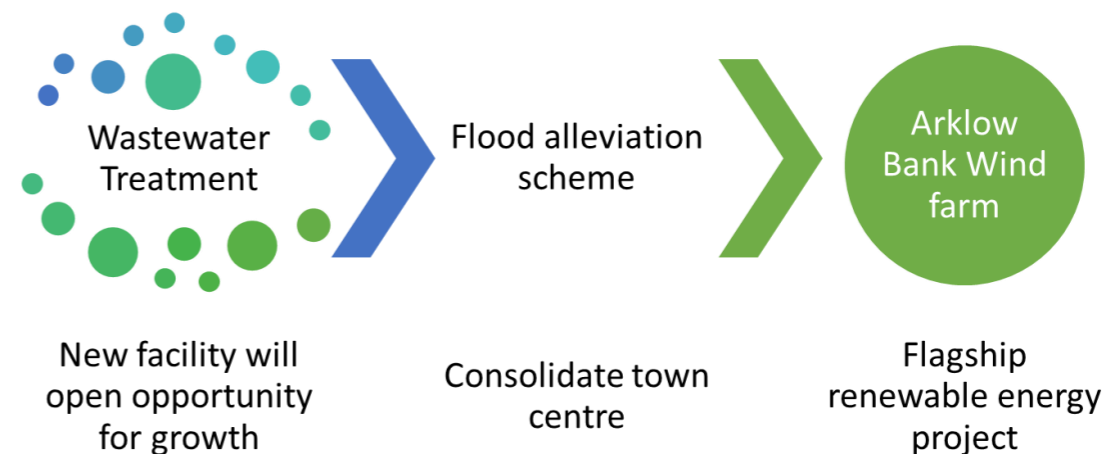 Wastewater
Treatment
Flood alleviation
scheme
Arklow
Bank Wind
farm
New facility will
open opportunity
for growth
Consolidate town
centre
Flagship
renewable energy
project